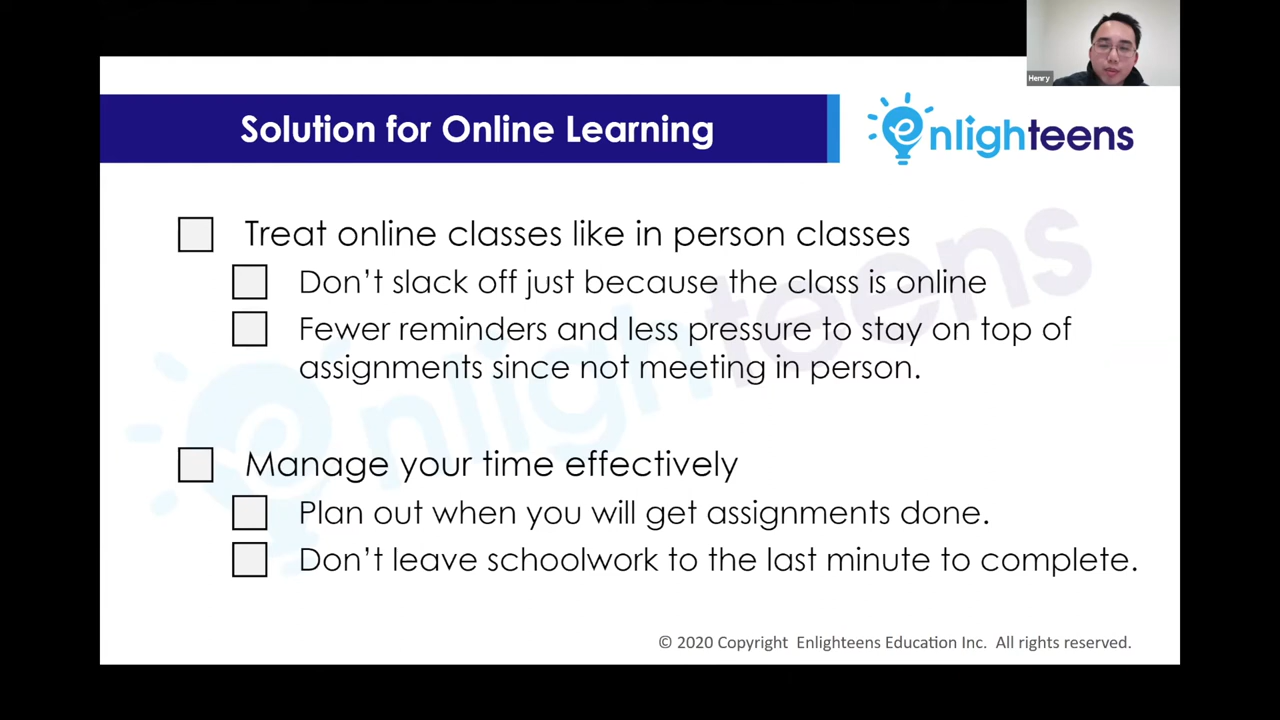 Henry
Solution for Online Learning
enlighteens
Treat online classes like in person classes
Don't slack off just because the class is online
Fewer reminders and less pressure to stay on top of
assignments since not meeting in person.
Manage your time effectively
Plan out when you will get assignments done.
Don't leave schoolwork to the last minute to complete.
enlighteens
© 2020 Copyright Enlighteens Education Inc. All rights reserved.